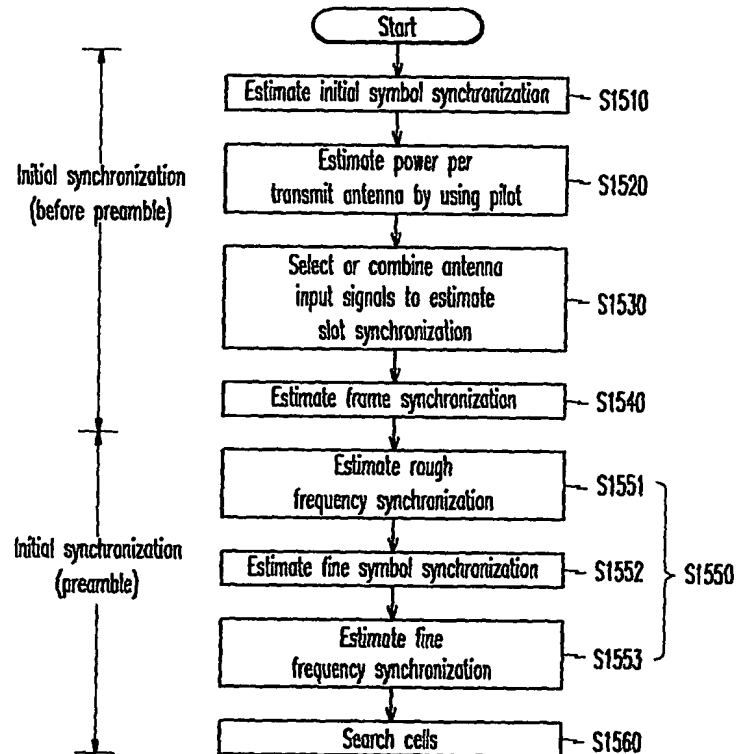 Start
Estimate initial symbol synchronization
S1510
Initial synchronization
(before preamble)
Estimate power per
transmit antenna by using pilot
S1520
Select or combine antenna
input signals to estimate
slot synchronization
S1530
Estimate frame synchronization
S1540
Initial synchronization
(preamble)
Estimate rough
frequency synchronization
S1551
Estimate fine symbol synchronization
S1552
S1550
Estimate fine
frequency synchronization
S1553
Search cells
S1560